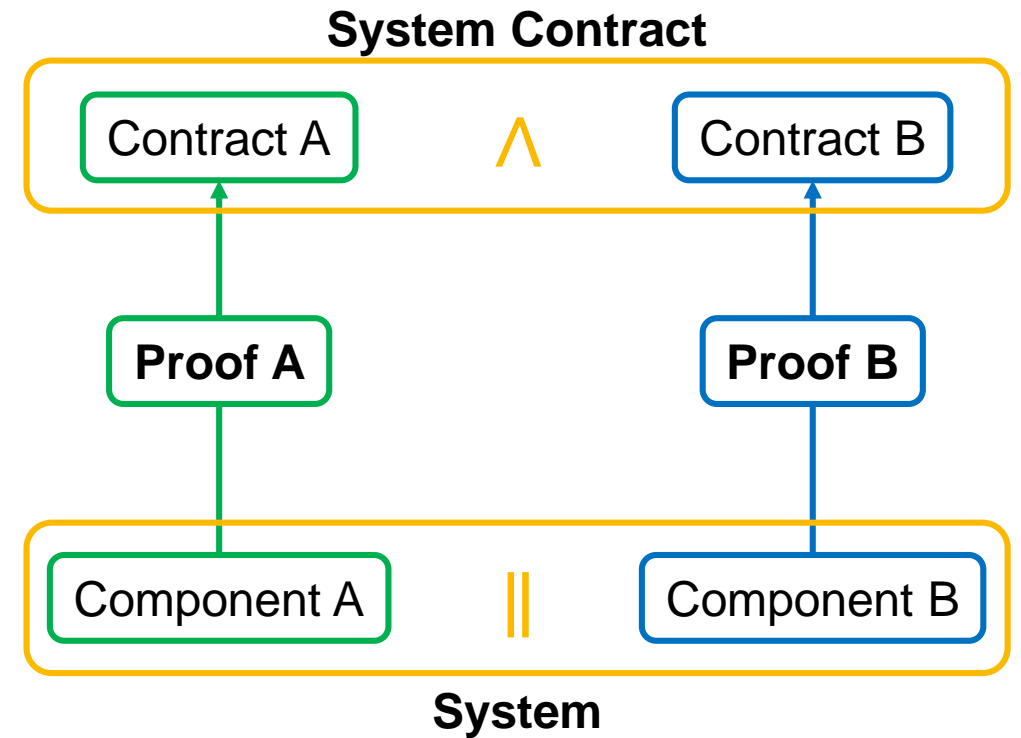 System Contract
Contract A ∧ Contract B
Proof A Proof B
Component A || Component B
System